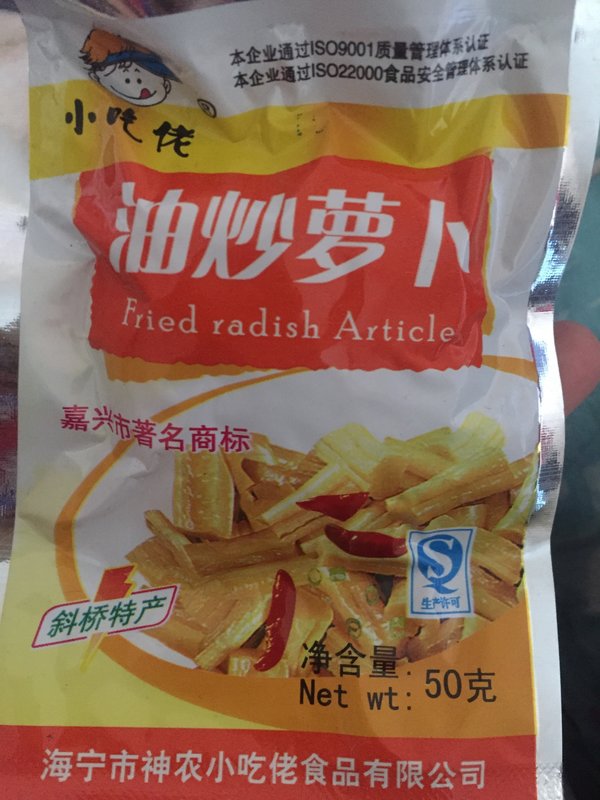 本企业通过ISO9001质量管理体系认证
本企业通过ISO22000食品安全管理体系认证
小吃佬
®
油炒萝卜
Fried radish Article
嘉兴市著名商标
生产许可
斜桥特产
净含量:
Net wt: 50克
海宁市神农小吃佬食品有限公司